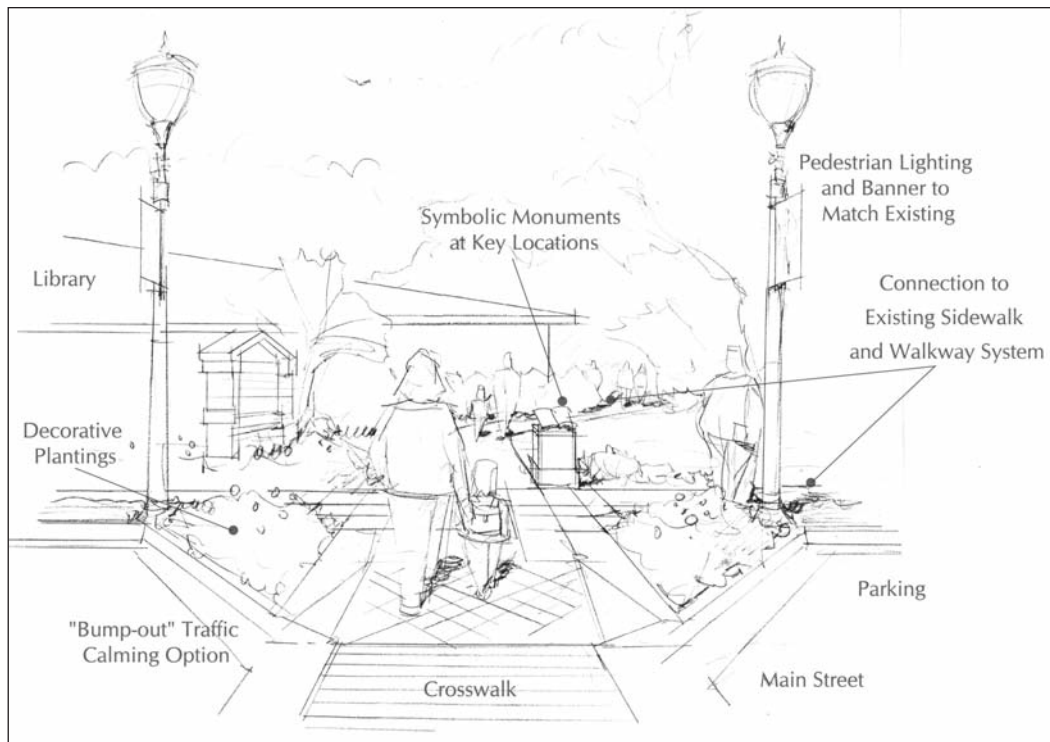 Pedestrian Lighting
and Banner to
Match Existing
Symbolic Monuments
at Key Locations
Library
Connection to
Existing Sidewalk
and Walkway System
Decorative
Plantings
Parking
"Bump-out" Traffic
Calming Option
Crosswalk
Main Street